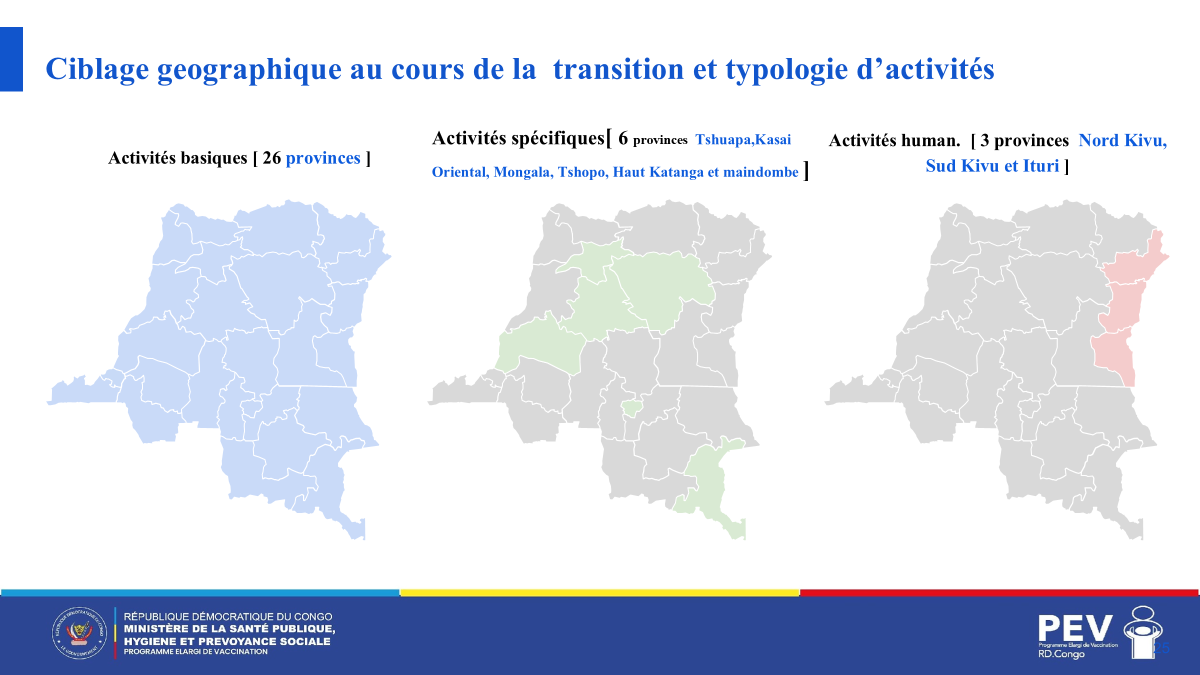 Ciblage geographique au cours de la  transition et typologie d’activités
Activités basiques [ 26 provinces ]
Activités spécifiques[ 6 provinces  Tshuapa,Kasai
Oriental, Mongala, Tshopo, Haut Katanga et maindombe ]
Activités human.  [ 3 provinces  Nord Kivu,
Sud Kivu et Ituri ]
RÉPUBLIQUE DÉMOCRATIQUE DU CONGO
MINISTÈRE DE LA SANTÉ PUBLIQUE,
HYGIENE ET PREVOYANCE SOCIALE
PROGRAMME ELARGI DE VACCINATION
PEV
Programme Elargi de Vaccination
RD.Congo